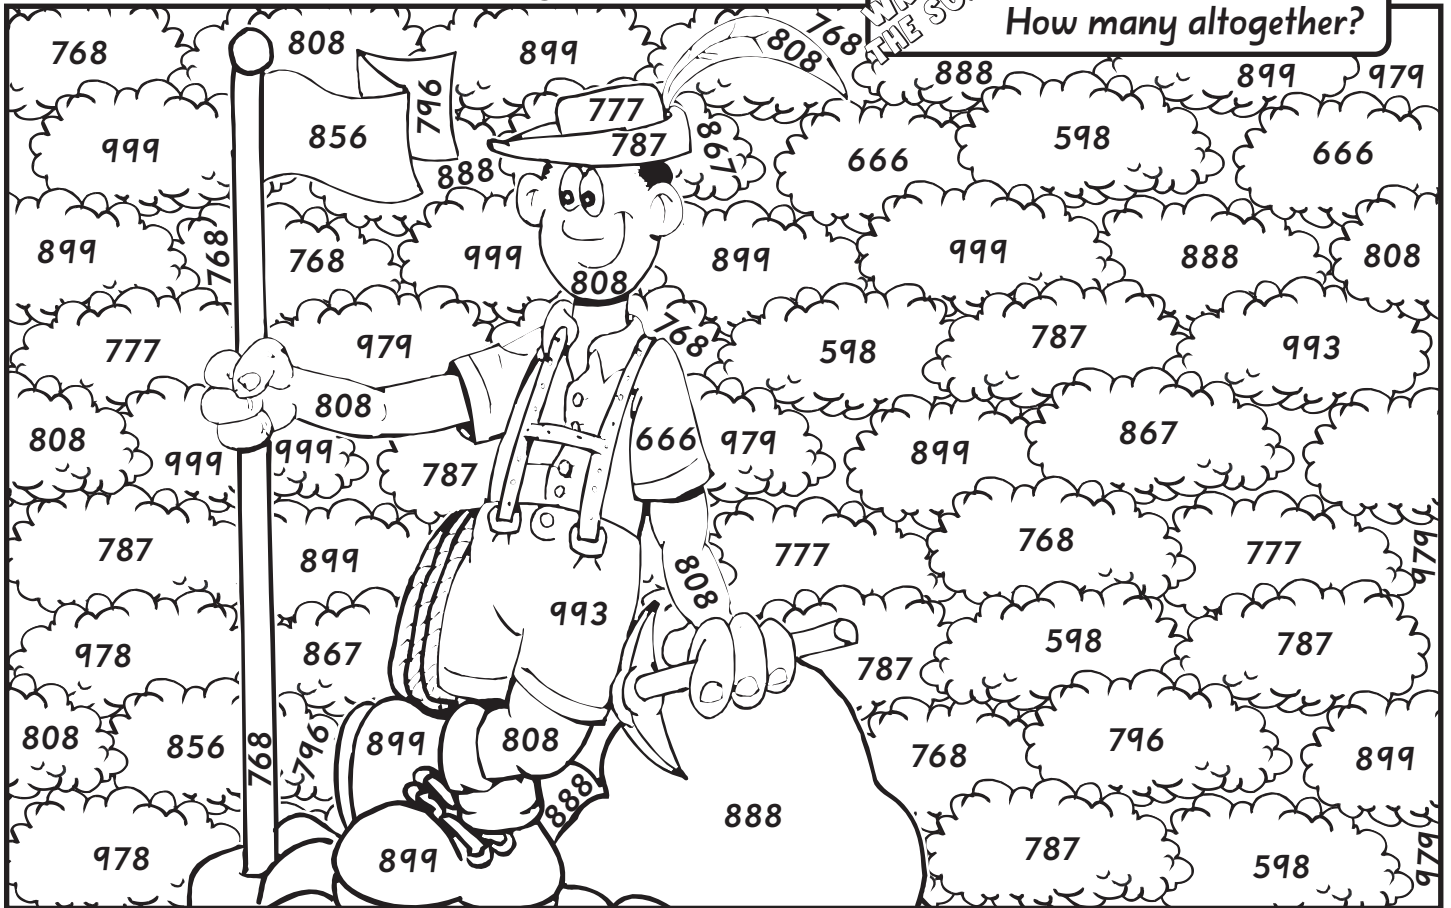 How many altogether?
THE
768 808 899 808 768 888 899 979
999 856 796 888 777 787 867 666 598 666
899 768 768 999 808 899 999 888 808
777 979 768 598 787 993
808 999 999 808 787 666 979 899 867
787 899 777 768 777 979
978 867 993 808 787 598 787
808 856 768 796 899 808 888 768 796 899
978 899 888 787 598 979